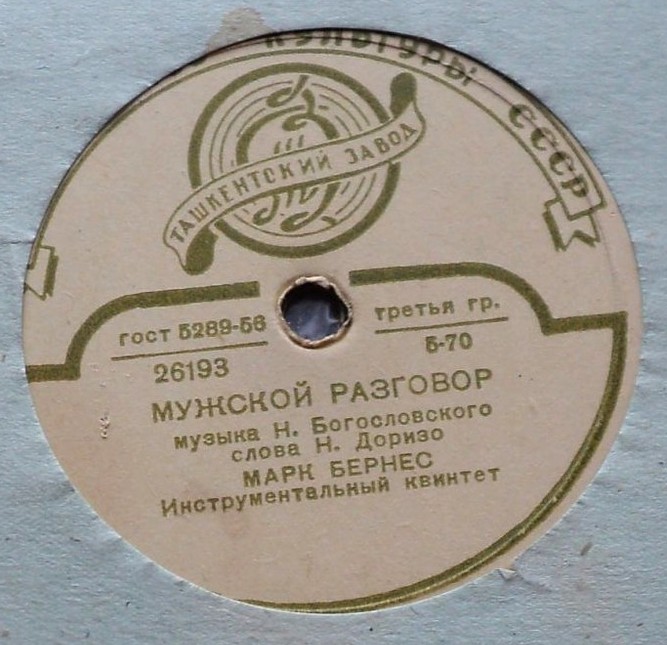 КУЛЬТУРЫ СССР
ТАШКЕНТСКИЙ ЗАВОД
гост 5289-56
третья гр.
26193
5-70
МУЖСКОЙ РАЗГОВОР
музыка Н. Богословского
слова Н. Доризо
МАРК БЕРНЕС
Инструментальный квинтет